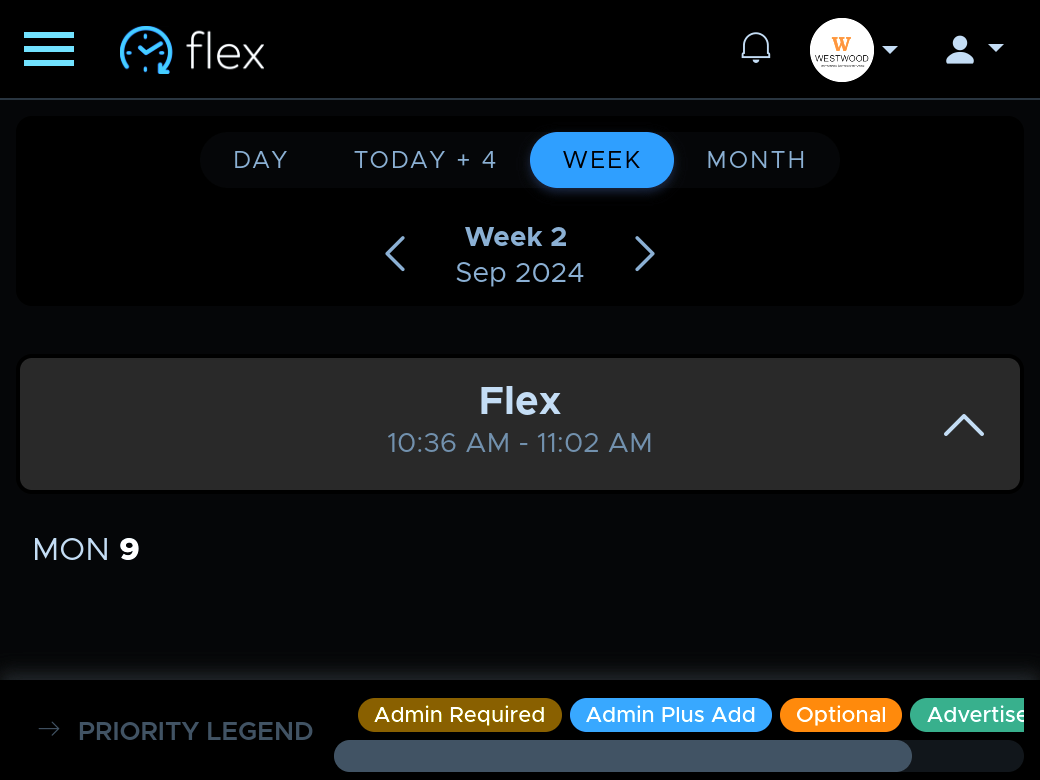 flex
W
WESTWOOD
DAY TODAY + 4 WEEK MONTH
Week 2
Sep 2024
Flex
10:36 AM - 11:02 AM
MON 9
PRIORITY LEGEND
Admin Required Admin Plus Add Optional Advertise